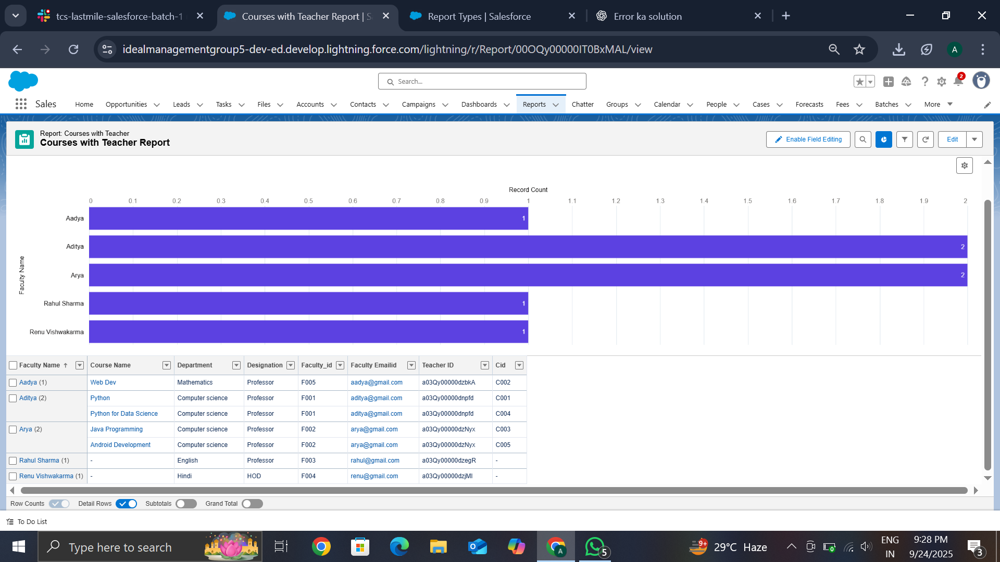 tcs-lastmile-salesforce-batch-1
Courses with Teacher Report | S
Report Types | Salesforce
Error ka solution
idealmanagementgroup5-dev-ed.develop.lightning.force.com/lightning/r/Report/00OQy00000IT0BxMAL/view
A
Search...
2
Sales Home Opportunities Leads Tasks Files Accounts Contacts Campaigns Dashboards Reports Chatter Groups Calendar People Cases Forecasts Fees Batches More
Report: Courses with Teacher
Courses with Teacher Report
Enable Field Editing
Edit
Record Count
0 0.1 0.2 0.3 0.4 0.5 0.6 0.7 0.8 0.9 1 1.1 1.2 1.3 1.4 1.5 1.6 1.7 1.8 1.9 2
Faculty Name
Aadya 1
Aditya 2
Arya 2
Rahul Sharma 1
Renu Vishwakarma 1
Faculty Name ↑ Course Name Department Designation Faculty_id Faculty Emailid Teacher ID Cid
Aadya (1) Web Dev Mathematics Professor F005 aadya@gmail.com a03Qy00000dzbkA C002
Aditya (2) Python Computer science Professor F001 aditya@gmail.com a03Qy00000dnpfd C001
Python for Data Science Computer science Professor F001 aditya@gmail.com a03Qy00000dnpfd C004
Arya (2) Java Programming Computer science Professor F002 arya@gmail.com a03Qy00000dzNyx C003
Android Development Computer science Professor F002 arya@gmail.com a03Qy00000dzNyx C005
Rahul Sharma (1) - English Professor F003 rahul@gmail.com a03Qy00000dzegR -
Renu Vishwakarma (1) - Hindi HOD F004 renu@gmail.com a03Qy00000dzjMl -
Row Counts Detail Rows Subtotals Grand Total
To Do List
Type here to search
A
5
9+
29°C Haze
ENG
IN
9:28 PM
9/24/2025
3